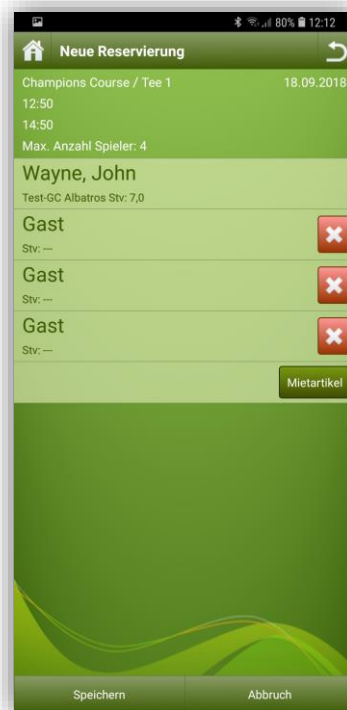 80% 12:12
Neue Reservierung
Champions Course / Tee 1 18.09.2018
12:50
14:50
Max. Anzahl Spieler: 4
Wayne, John
Test-GC Albatros Stv: 7,0
Gast
Stv: ---
Gast
Stv: ---
Gast
Stv: ---
Mietartikel
Speichern Abbruch